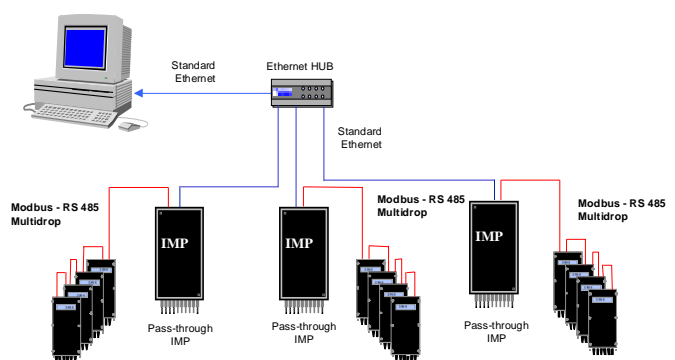 Standard
Ethernet
Ethernet HUB
Standard
Ethernet
Modbus - RS 485
Multidrop
Modbus - RS 485
Multidrop
Modbus - RS 485
Multidrop
IMP
IMP
IMP
Pass-through
IMP
Pass-through
IMP
Pass-through
IMP